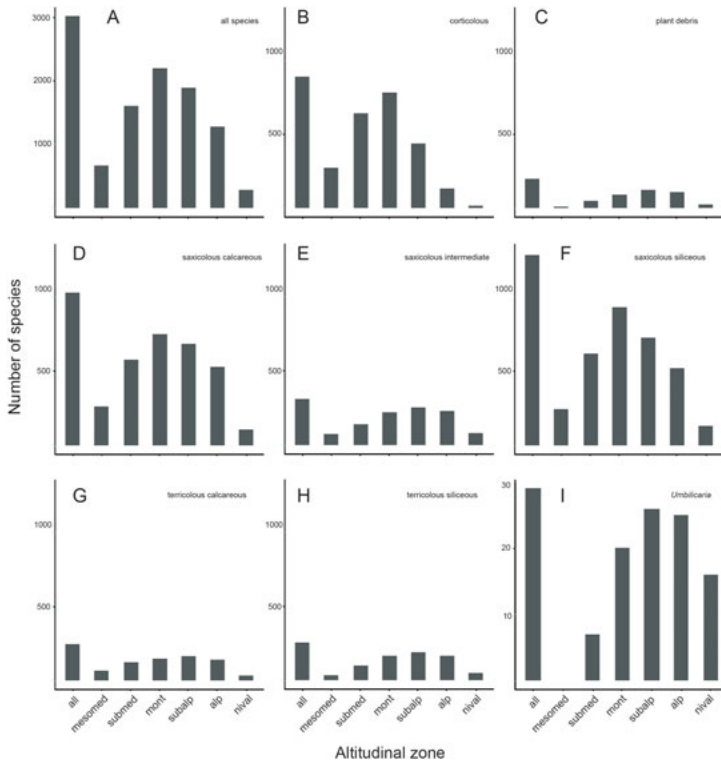 A
all species
3000
2000
1000
B
corticolous
1000
500
C
plant debris
1000
500
D
saxicolous calcareous
1000
500
E
saxicolous intermediate
1000
500
F
saxicolous siliceous
1000
500
G
terricolous calcareous
1000
500
H
terricolous siliceous
1000
500
I
Umbilicaria
30
20
10
Number of species
all mesomed submed mont subalp alp nival
all mesomed submed mont subalp alp nival
all mesomed submed mont subalp alp nival
Altitudinal zone